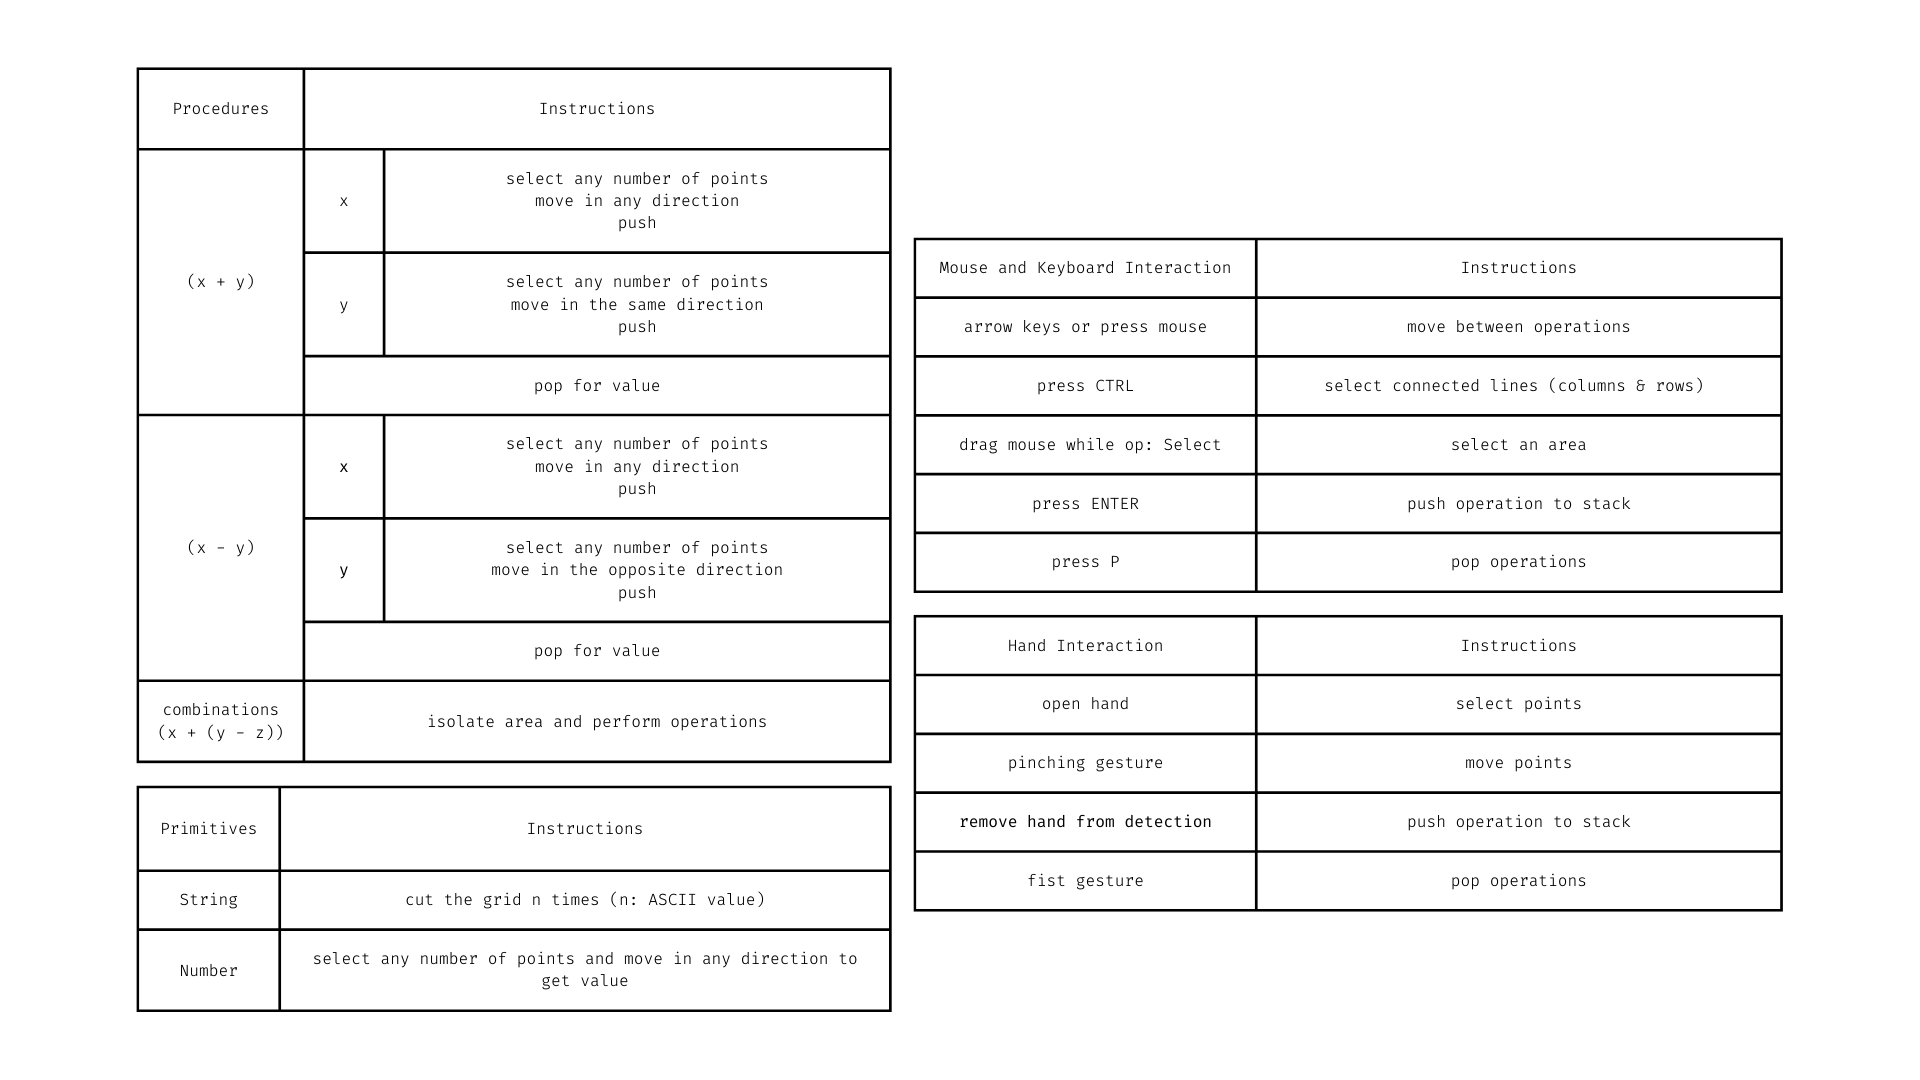 Procedures
Instructions
(x + y)
x
select any number of points
move in any direction
push
y
select any number of points
move in the same direction
push
pop for value
(x - y)
x
select any number of points
move in any direction
push
y
select any number of points
move in the opposite direction
push
pop for value
combinations
(x + (y - z))
isolate area and perform operations
Primitives
Instructions
String
cut the grid n times (n: ASCII value)
Number
select any number of points and move in any direction to
get value
Mouse and Keyboard Interaction
Instructions
arrow keys or press mouse
move between operations
press CTRL
select connected lines (columns & rows)
drag mouse while op: Select
select an area
press ENTER
push operation to stack
press P
pop operations
Hand Interaction
Instructions
open hand
select points
pinching gesture
move points
remove hand from detection
push operation to stack
fist gesture
pop operations